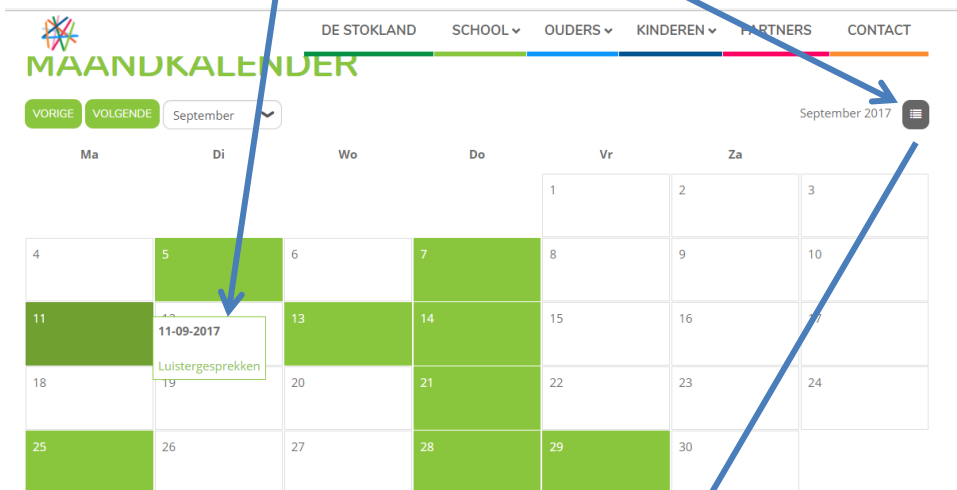 DE STOKLAND SCHOOL OUDERS KINDEREN PARTNERS CONTACT
MAANDKALENDER
VORIGE VOLGENDE September September 2017
Ma Di Wo Do Vr Za
1 2 3
4 5 6 7 8 9 10
11 12 13 14 15 16 17
11-09-2017
Luistergesprekken
18 19 20 21 22 23 24
25 26 27 28 29 30